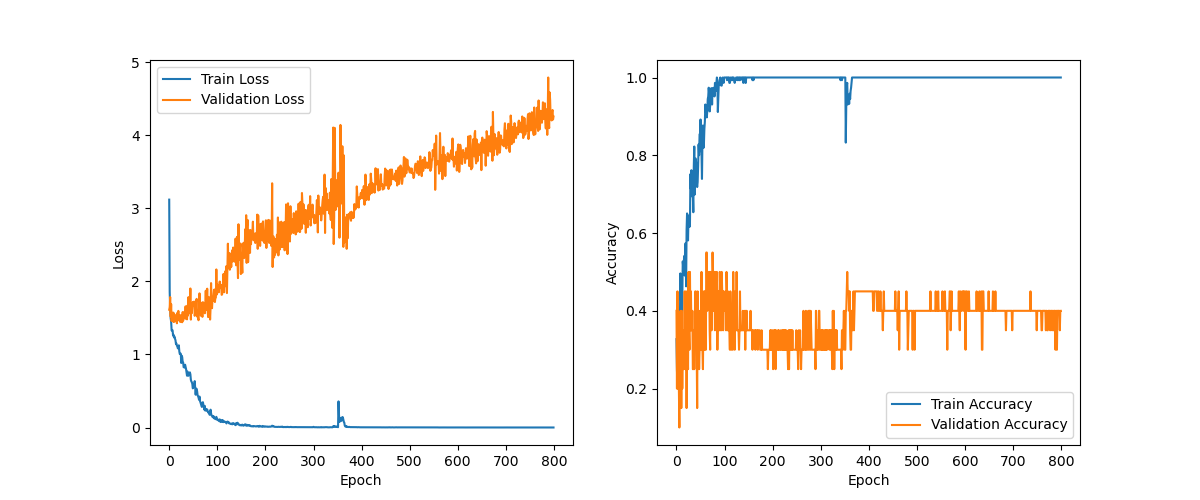 Train Loss
Validation Loss
5
4
3
2
1
0
Loss
0 100 200 300 400 500 600 700 800
Epoch
1.0
0.8
0.6
0.4
0.2
Accuracy
Train Accuracy
Validation Accuracy
0 100 200 300 400 500 600 700 800
Epoch